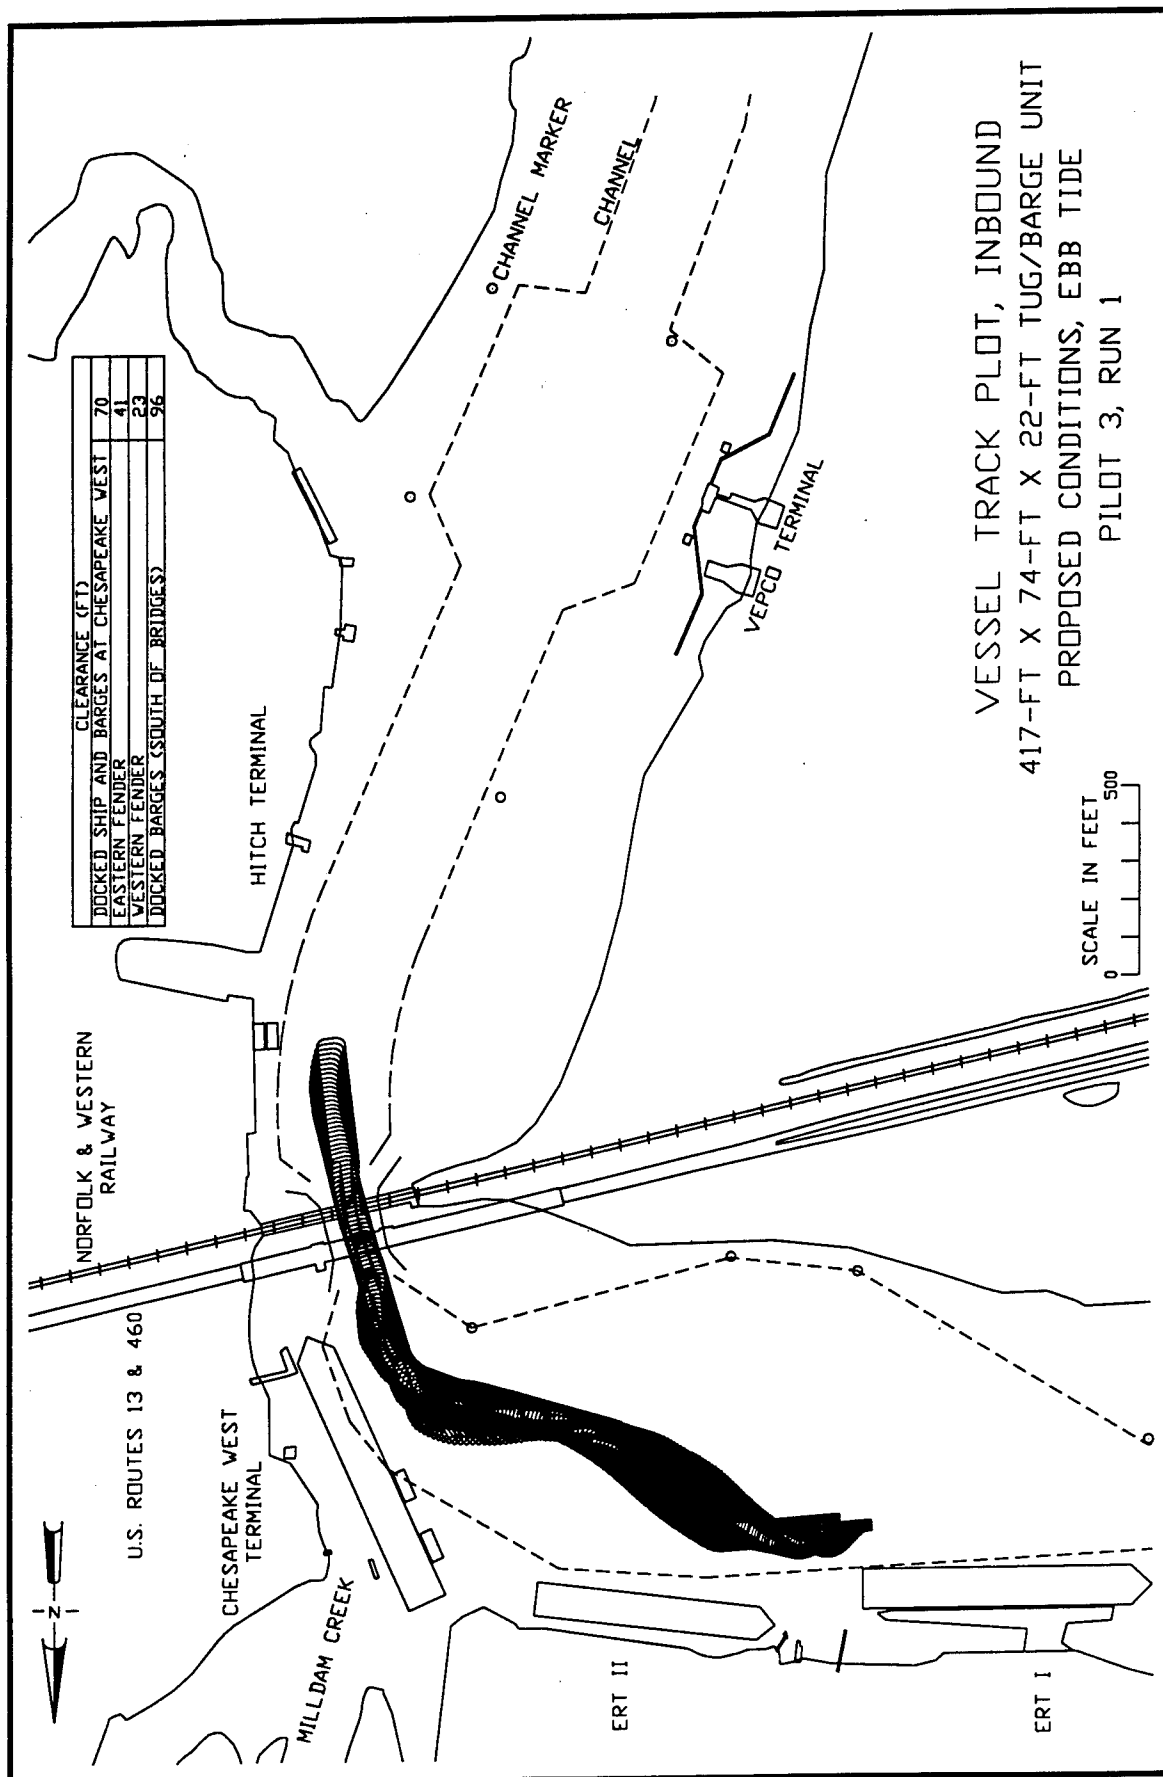 CLEARANCE (FT)
DOCKED SHIP AND BARGES AT CHESAPEAKE WEST 70
EASTERN FENDER 41
WESTERN FENDER 23
DOCKED BARGES (SOUTH OF BRIDGES) 96
N
U.S. ROUTES 13 & 460
NORFOLK & WESTERN
RAILWAY
CHESAPEAKE WEST
TERMINAL
MILLDAM CREEK
HITCH TERMINAL
CHANNEL MARKER
CHANNEL
VEPCO TERMINAL
ERT II
ERT I
VESSEL TRACK PLOT, INBOUND
417-FT X 74-FT X 22-FT TUG/BARGE UNIT
PROPOSED CONDITIONS, EBB TIDE
PILOT 3, RUN 1
SCALE IN FEET
0 500